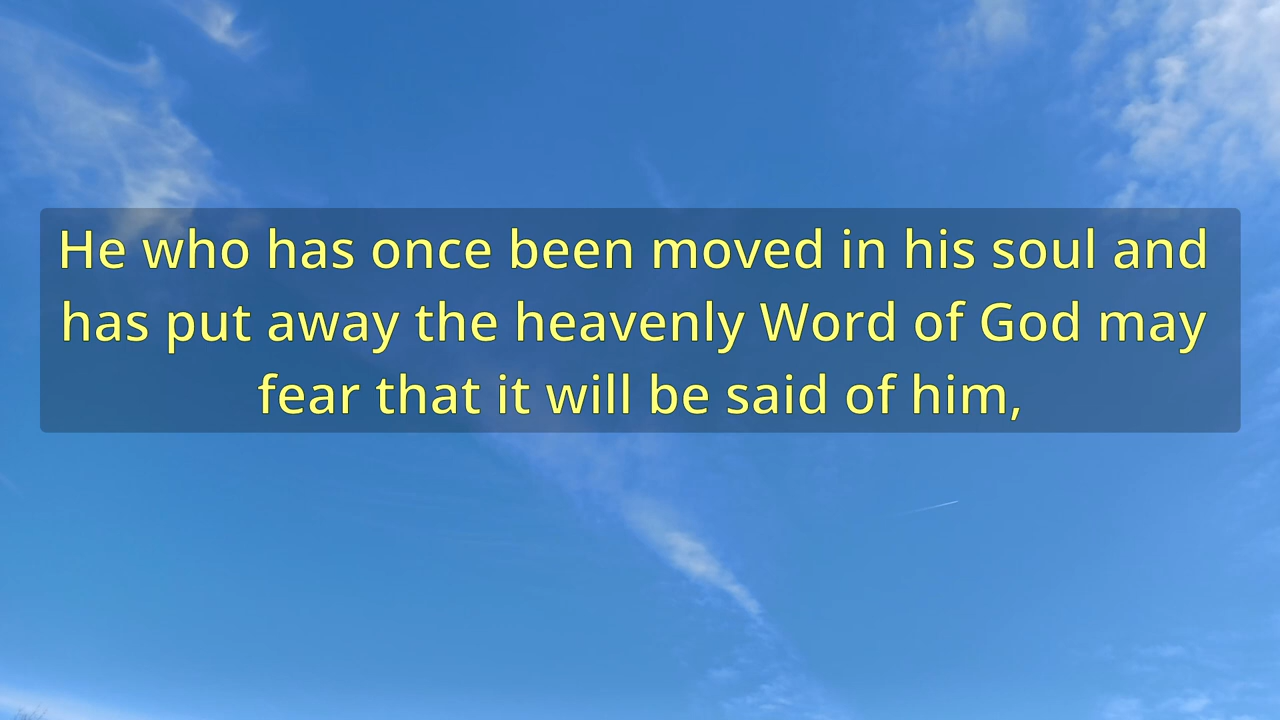 He who has once been moved in his soul and
has put away the heavenly Word of God may
fear that it will be said of him,